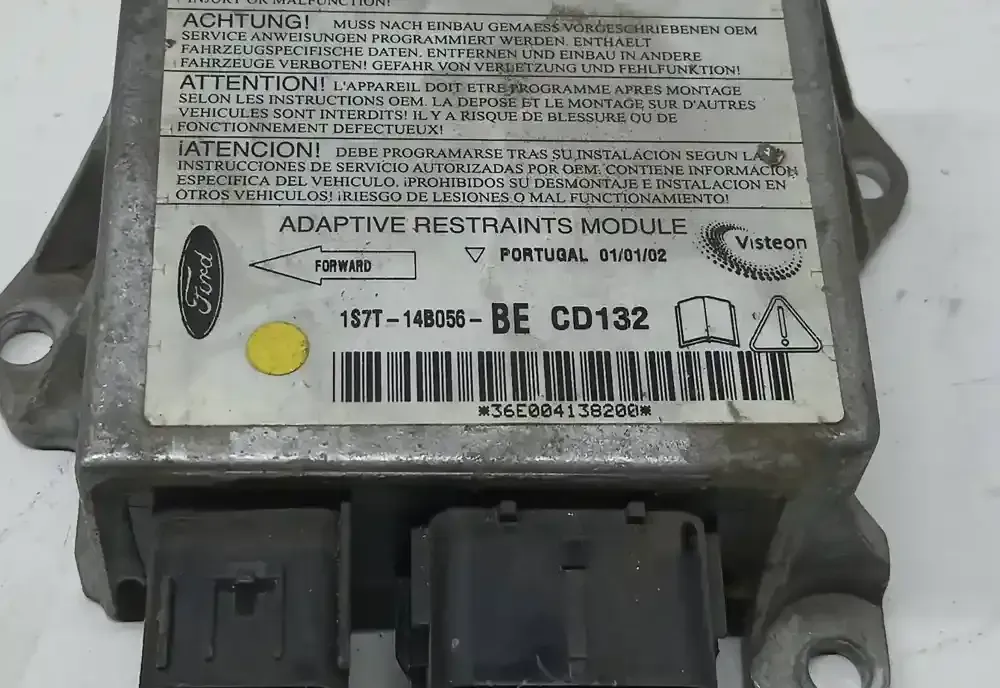 INJURY OR MALFUNCTION!
ACHTUNG! MUSS NACH EINBAU GEMAESS VORGESCHRIEBENEN OEM
SERVICE ANWEISUNGEN PROGRAMMIERT WERDEN. ENTHAELT
FAHRZEUGSPEZIFISCHE DATEN. ENTFERNEN UND EINBAU IN ANDERE
FAHRZEUGE VERBOTEN! GEFAHR VON VERLETZUNG UND FEHLFUNKTION!
ATTENTION! L'APPAREIL DOIT ETRE PROGRAMME APRES MONTAGE
SELON LES INSTRUCTIONS OEM. LA DEPOSE ET LE MONTAGE SUR D'AUTRES
VEHICULES SONT INTERDITS! IL Y A RISQUE DE BLESSURE OU DE
FONCTIONNEMENT DEFECTUEUX!
¡ATENCION! DEBE PROGRAMARSE TRAS SU INSTALACION SEGUN LAS
INSTRUCCIONES DE SERVICIO AUTORIZADAS POR OEM. CONTIENE INFORMACION
ESPECIFICA DEL VEHICULO. ¡PROHIBIDOS SU DESMONTAJE E INSTALACION EN
OTROS VEHICULOS! ¡RIESGO DE LESIONES O MAL FUNCIONAMIENTO!
ADAPTIVE RESTRAINTS MODULE
Ford
FORWARD
PORTUGAL 01/01/02
Visteon
1S7T-14B056-BE CD132
*36E004138200*